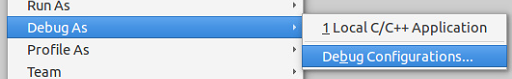 Run As
Debug As
1 Local C/C++ Application
Profile As
Debug Configurations...
Team